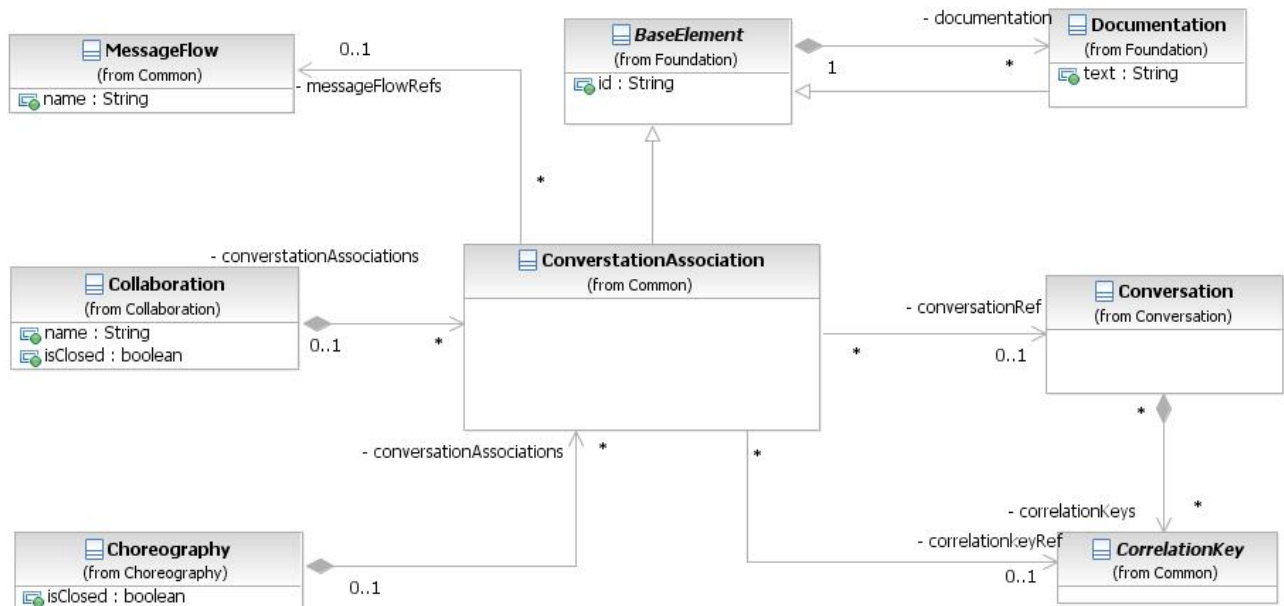 - documentation
BaseElement
(from Foundation)
id : String
1
*
Documentation
(from Foundation)
text : String
MessageFlow
(from Common)
name : String
0..1
- messageFlowRefs
*
- converstationAssociations
Collaboration
(from Collaboration)
name : String
isClosed : boolean
0..1
*
ConverstationAssociation
(from Common)
- conversationRef
*
0..1
Conversation
(from Conversation)
*
*
- correlationKeys
- conversationAssociations
*
*
- correlationkeyRef
0..1
CorrelationKey
(from Common)
Choreography
(from Choreography)
isClosed : boolean
0..1